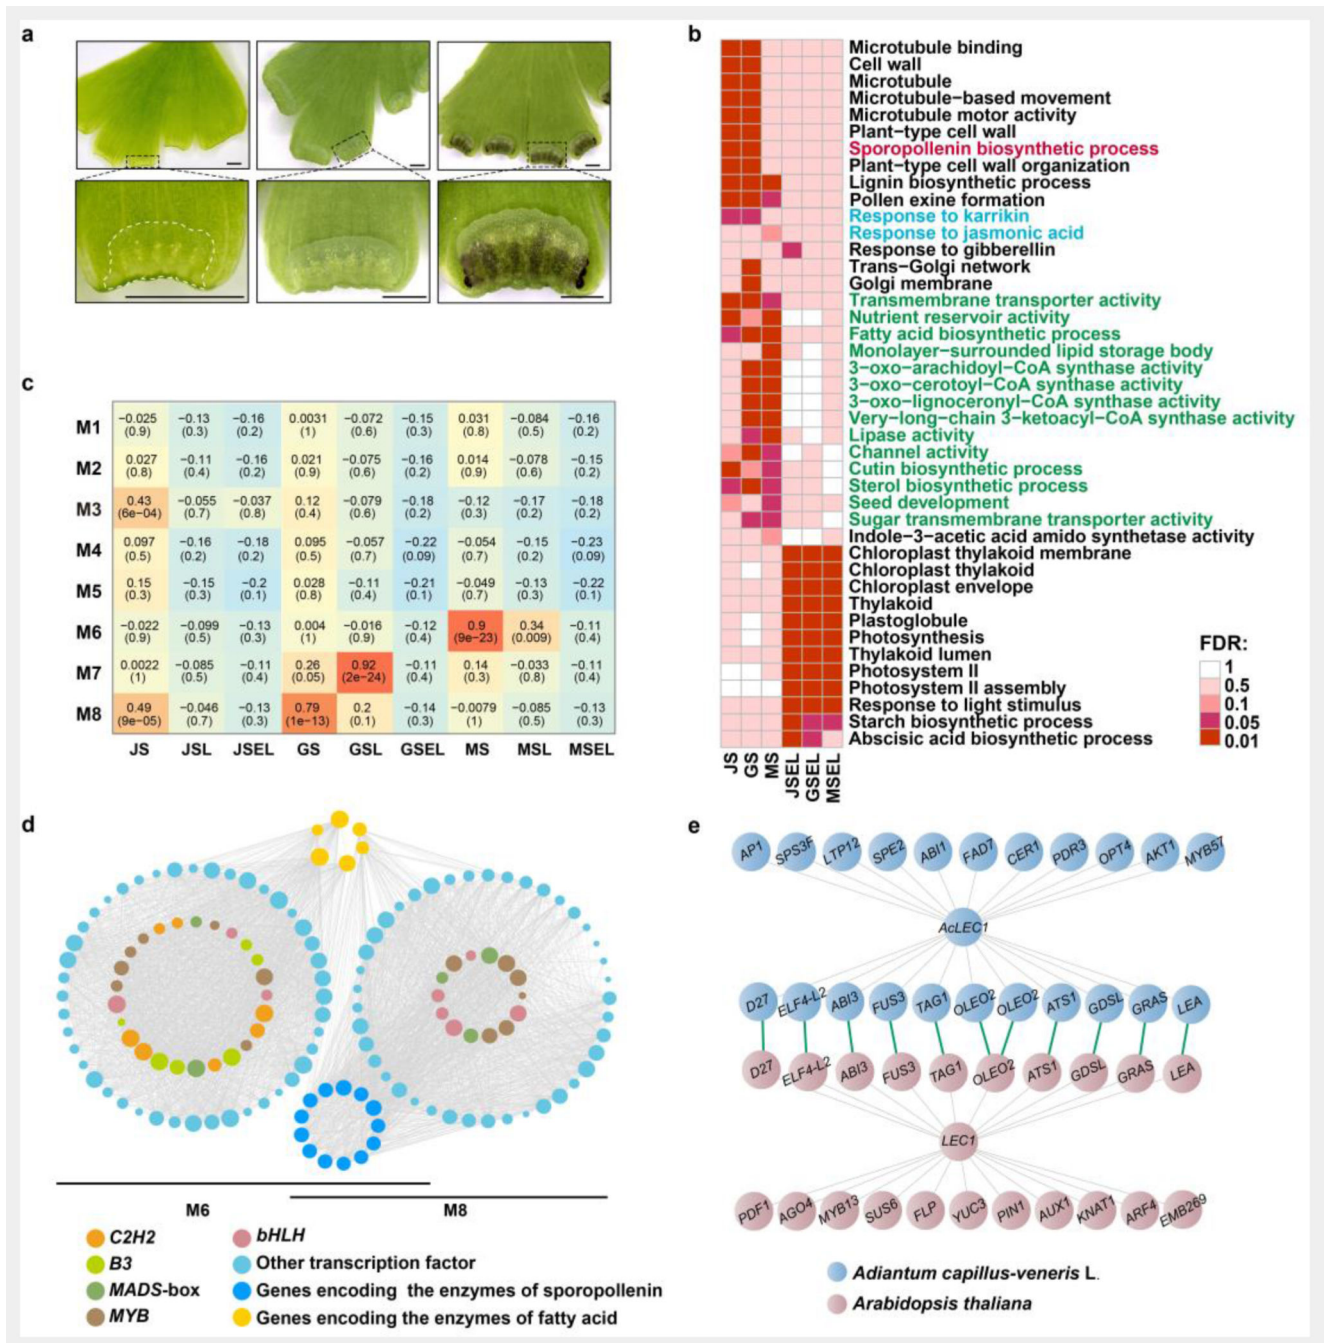 a
b
Microtubule binding
Cell wall
Microtubule
Microtubule−based movement
Microtubule motor activity
Plant−type cell wall
Sporopollenin biosynthetic process
Plant−type cell wall organization
Lignin biosynthetic process
Pollen exine formation
Response to karrikin
Response to jasmonic acid
Response to gibberellin
Trans−Golgi network
Golgi membrane
Transmembrane transporter activity
Nutrient reservoir activity
Fatty acid biosynthetic process
Monolayer−surrounded lipid storage body
3−oxo−arachidoyl−CoA synthase activity
3−oxo−cerotoyl−CoA synthase activity
3−oxo−lignoceronyl−CoA synthase activity
Very−long−chain 3−ketoacyl−CoA synthase activity
Lipase activity
Channel activity
Cutin biosynthetic process
Sterol biosynthetic process
Seed development
Sugar transmembrane transporter activity
Indole−3−acetic acid amido synthetase activity
Chloroplast thylakoid membrane
Chloroplast thylakoid
Chloroplast envelope
Thylakoid
Plastoglobule
Photosynthesis
Thylakoid lumen
Photosystem II
Photosystem II assembly
Response to light stimulus
Starch biosynthetic process
Abscisic acid biosynthetic process
JS GS MS JSEL GSEL MSEL
FDR:
1
0.5
0.1
0.05
0.01
c
M1 −0.025 −0.13 −0.16 0.0031 −0.072 −0.15 0.031 −0.084 −0.16
(0.9) (0.3) (0.2) (1) (0.6) (0.3) (0.8) (0.5) (0.2)
M2 0.027 −0.11 −0.16 0.021 −0.075 −0.16 0.014 −0.078 −0.15
(0.8) (0.4) (0.2) (0.9) (0.6) (0.2) (0.9) (0.6) (0.2)
M3 0.43 −0.055 −0.037 0.12 −0.079 −0.18 −0.12 −0.17 −0.18
(6e−04) (0.7) (0.8) (0.4) (0.6) (0.2) (0.3) (0.2) (0.2)
M4 0.097 −0.16 −0.18 0.095 −0.057 −0.22 −0.054 −0.15 −0.23
(0.5) (0.2) (0.2) (0.5) (0.7) (0.09) (0.7) (0.2) (0.09)
M5 0.15 −0.15 −0.2 0.028 −0.11 −0.21 −0.049 −0.13 −0.22
(0.3) (0.3) (0.1) (0.8) (0.4) (0.1) (0.7) (0.3) (0.1)
M6 −0.022 −0.099 −0.13 0.004 −0.016 −0.12 0.9 0.34 −0.11
(0.9) (0.5) (0.3) (1) (0.9) (0.4) (9e−23) (0.009) (0.4)
M7 0.0022 −0.085 −0.11 0.26 0.92 −0.11 0.14 −0.033 −0.11
(1) (0.5) (0.4) (0.05) (2e−24) (0.4) (0.3) (0.8) (0.4)
M8 0.49 −0.046 −0.13 0.79 0.2 −0.14 −0.0079 −0.085 −0.13
(9e−05) (0.7) (0.3) (1e−13) (0.1) (0.3) (1) (0.5) (0.3)
JS JSL JSEL GS GSL GSEL MS MSL MSEL
d
M6 M8
C2H2
B3
MADS-box
MYB
bHLH
Other transcription factor
Genes encoding the enzymes of sporopollenin
Genes encoding the enzymes of fatty acid
e
AP1 SPS3F LTP12 SPE2 ABI1 FAD7 CER1 PDR3 OPT4 AKT1 MYB57
AcLEC1
D27 ELF4-L2 ABI3 FUS3 TAG1 OLEO2 OLEO2 ATS1 GDSL GRAS LEA
D27 ELF4-L2 ABI3 FUS3 TAG1 OLEO2 ATS1 GDSL GRAS LEA
LEC1
PDF1 AGO4 MYB13 SUS6 FLP YUC3 PIN1 AUX1 KNAT1 ARF4 EMB269
Adiantum capillus-veneris L.
Arabidopsis thaliana